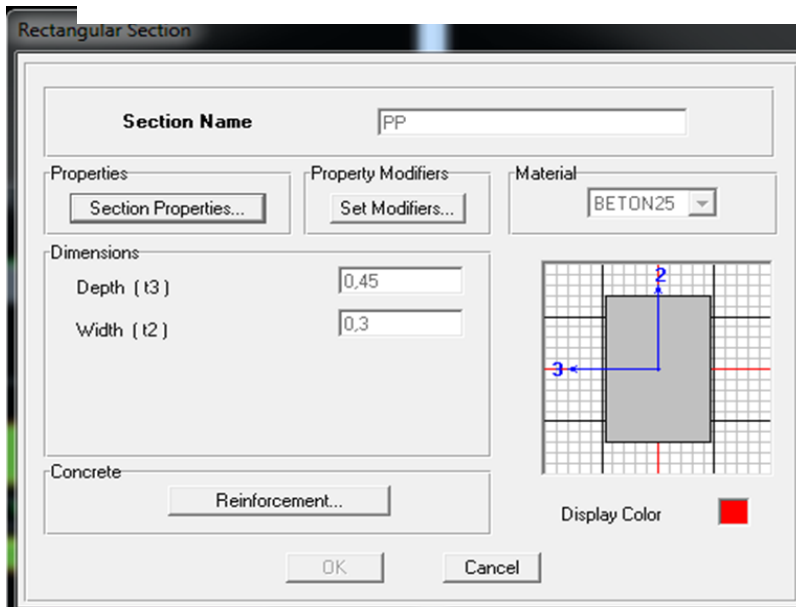 Rectangular Section
Section Name
PP
Properties
Section Properties...
Property Modifiers
Set Modifiers...
Material
BETON25
Dimensions
Depth ( t3 )
0,45
Width ( t2 )
0,3
2
3
Concrete
Reinforcement...
Display Color
OK
Cancel